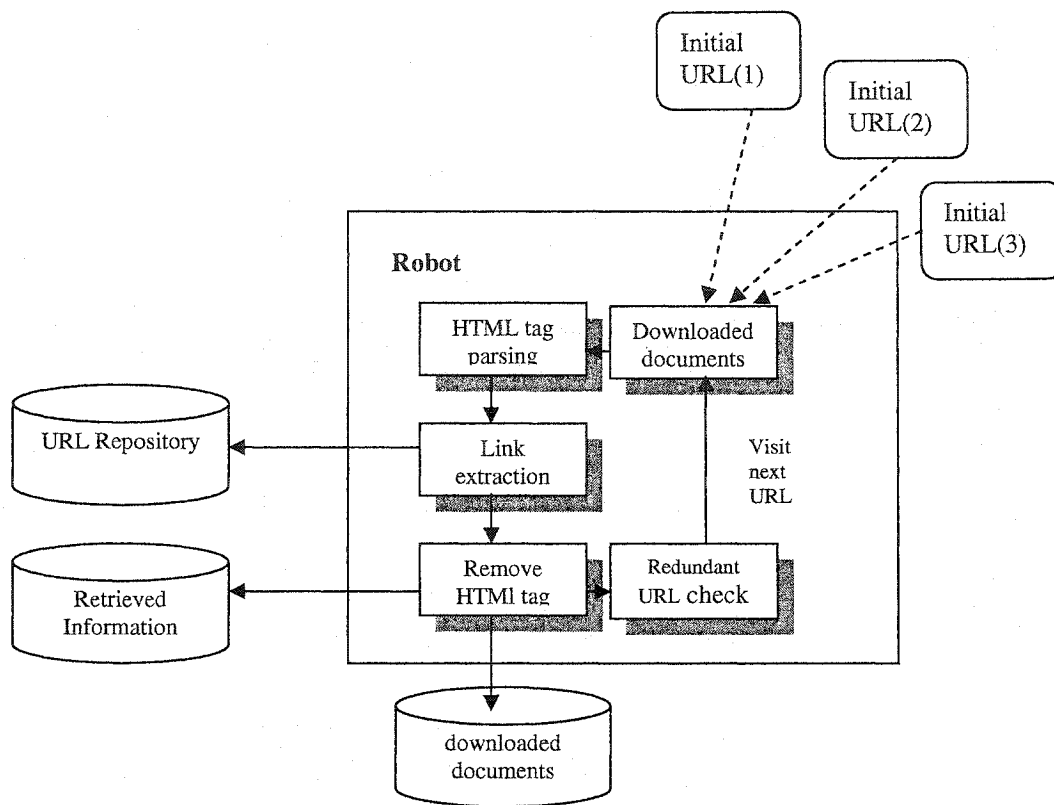 Initial
URL(1)
Initial
URL(2)
Initial
URL(3)
Robot
HTML tag
parsing
Downloaded
documents
URL Repository
Link
extraction
Visit
next
URL
Retrieved
Information
Remove
HTMl tag
Redundant
URL check
downloaded
documents